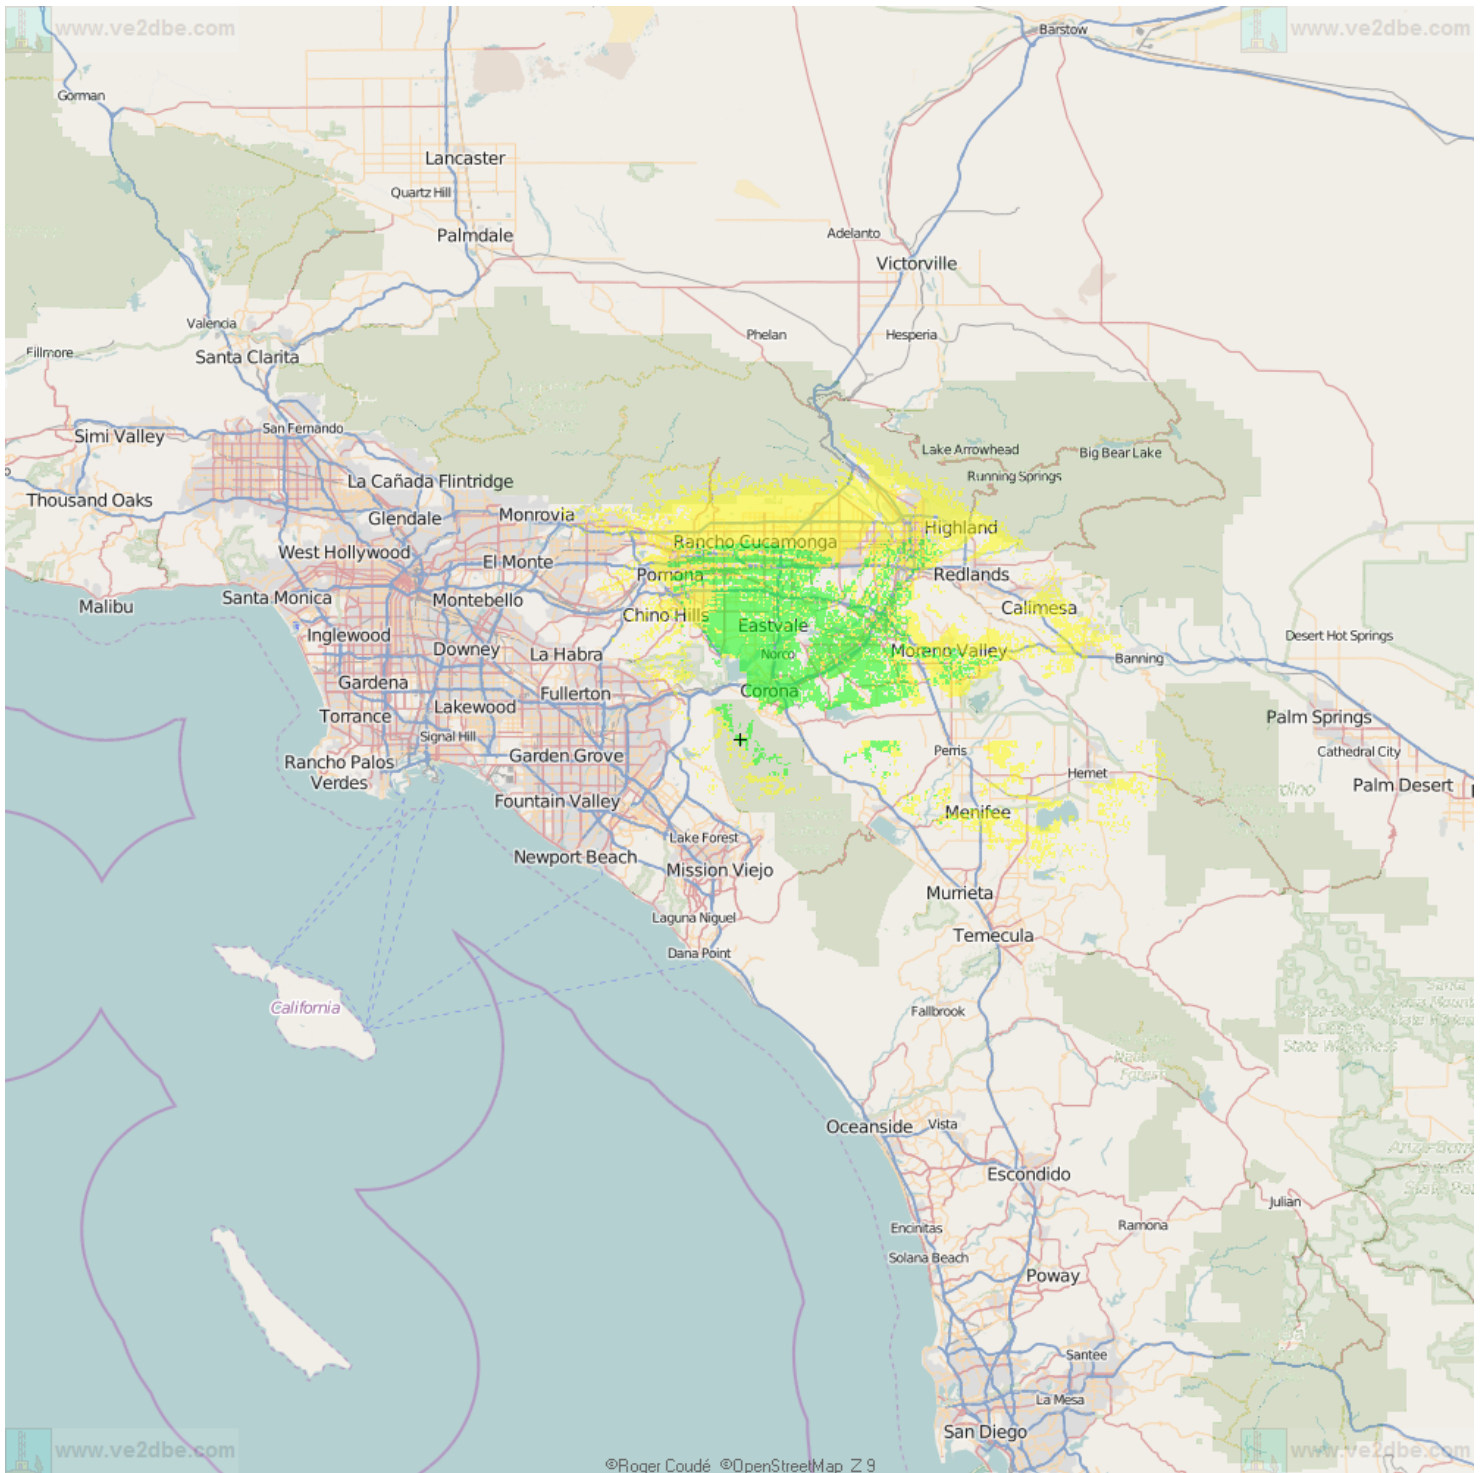 www.ve2dbe.com
www.ve2dbe.com
Barstow
Gorman
Lancaster
Quartz Hill
Palmdale
Adelanto
Victorville
Valencia
Phelan
Hesperia
Fillmore
Santa Clarita
San Fernando
Simi Valley
Lake Arrowhead
Big Bear Lake
Running Springs
La Cañada Flintridge
Thousand Oaks
Glendale
Monrovia
Highland
Rancho Cucamonga
West Hollywood
El Monte
Pomona
Redlands
Santa Monica
Montebello
Malibu
Calimesa
Chino Hills
Eastvale
Inglewood
Desert Hot Springs
Downey
La Habra
Norco
Moreno Valley
Banning
Gardena
Fullerton
Corona
Lakewood
Torrance
Palm Springs
Signal Hill
Perris
Cathedral City
Garden Grove
Rancho Palos
Verdes
Hemet
Palm Desert
dino
Fountain Valley
Menifee
Lake Forest
Newport Beach
Mission Viejo
Murrieta
Laguna Niguel
Temecula
Dana Point
California
Fallbrook
State Wilderness
Forest
Oceanside
Vista
Escondido
Julian
Encinitas
Ramona
Solana Beach
Poway
Santee
La Mesa
San Diego
www.ve2dbe.com
www.ve2dbe.com
©Roger Coudé ©OpenStreetMap Z 9